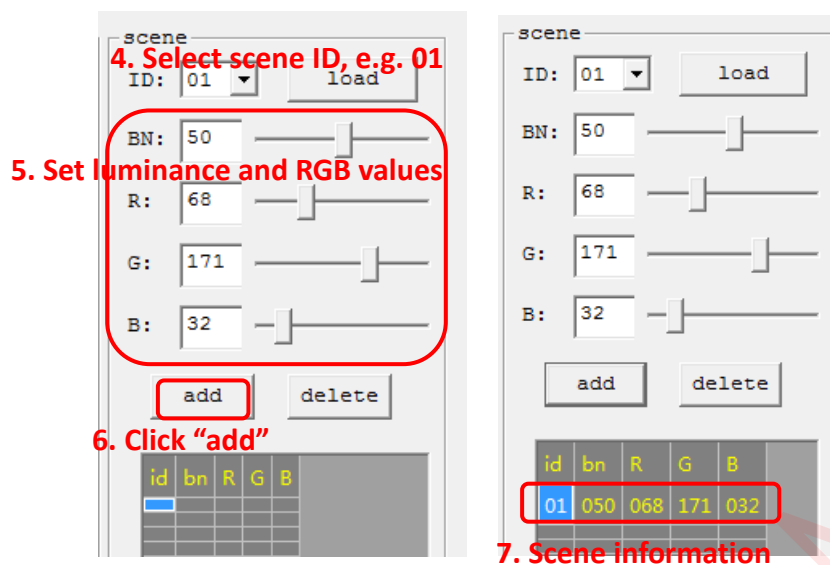 scene
4. Select scene ID, e.g. 01
ID: 01 load
BN: 50
5. Set luminance and RGB values
R: 68
G: 171
B: 32
add delete
6. Click “add”
id bn R G B
scene
ID: 01 load
BN: 50
R: 68
G: 171
B: 32
add delete
id bn R G B
01 050 068 171 032
7. Scene information